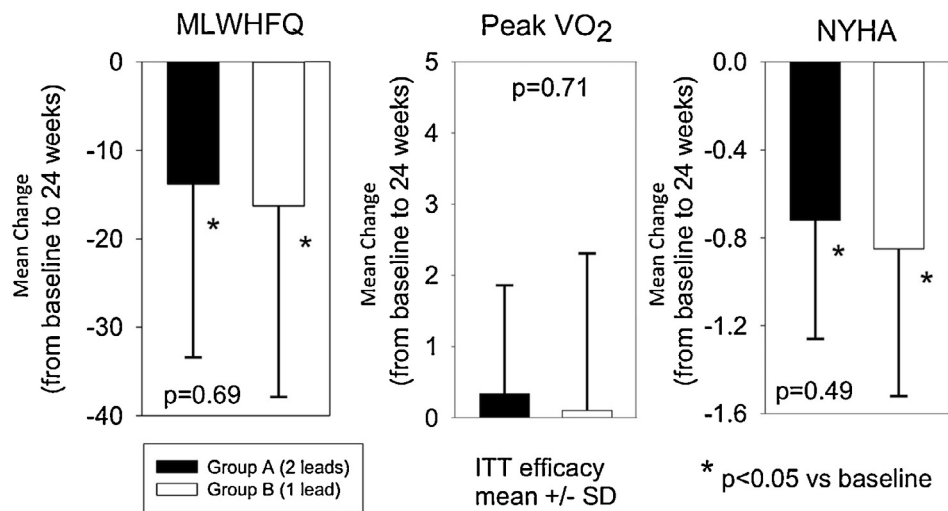 MLWHFQ
Mean Change
(from baseline to 24 weeks)
-0
-10
-20
-30
-40
*
*
p=0.69
Group A (2 leads)
Group B (1 lead)
Peak VO2
Mean Change
(from baseline to 24 weeks)
5
4
3
2
1
0
p=0.71
ITT efficacy
mean +/- SD
NYHA
Mean Change
(from baseline to 24 weeks)
0.0
-0.4
-0.8
-1.2
-1.6
*
*
p=0.49
* p<0.05 vs baseline